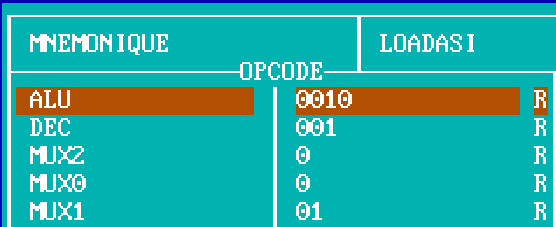 MNEMONIQUE LOADASI
OPCODE
ALU 0010 R
DEC 001 R
MUX2 0 R
MUX0 0 R
MUX1 01 R